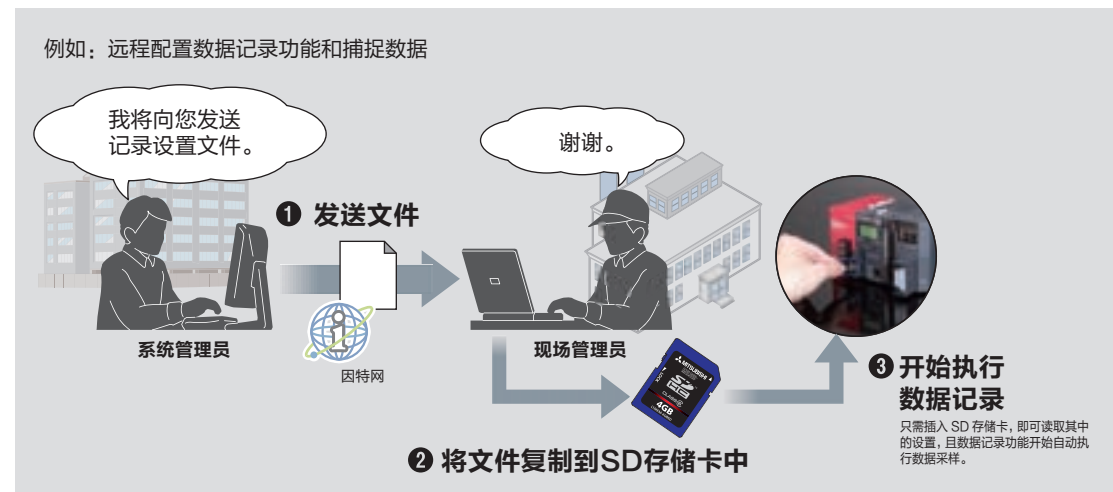 例如：远程配置数据记录功能和捕捉数据
我将向您发送
记录设置文件。
谢谢。
❶ 发送文件
系统管理员
因特网
现场管理员
MITSUBISHI
SD
HC
CLASS
4GB
❷ 将文件复制到SD存储卡中
❸ 开始执行
数据记录
只需插入 SD 存储卡，即可读取其中
的设置，且数据记录功能开始自动执
行数据采样。